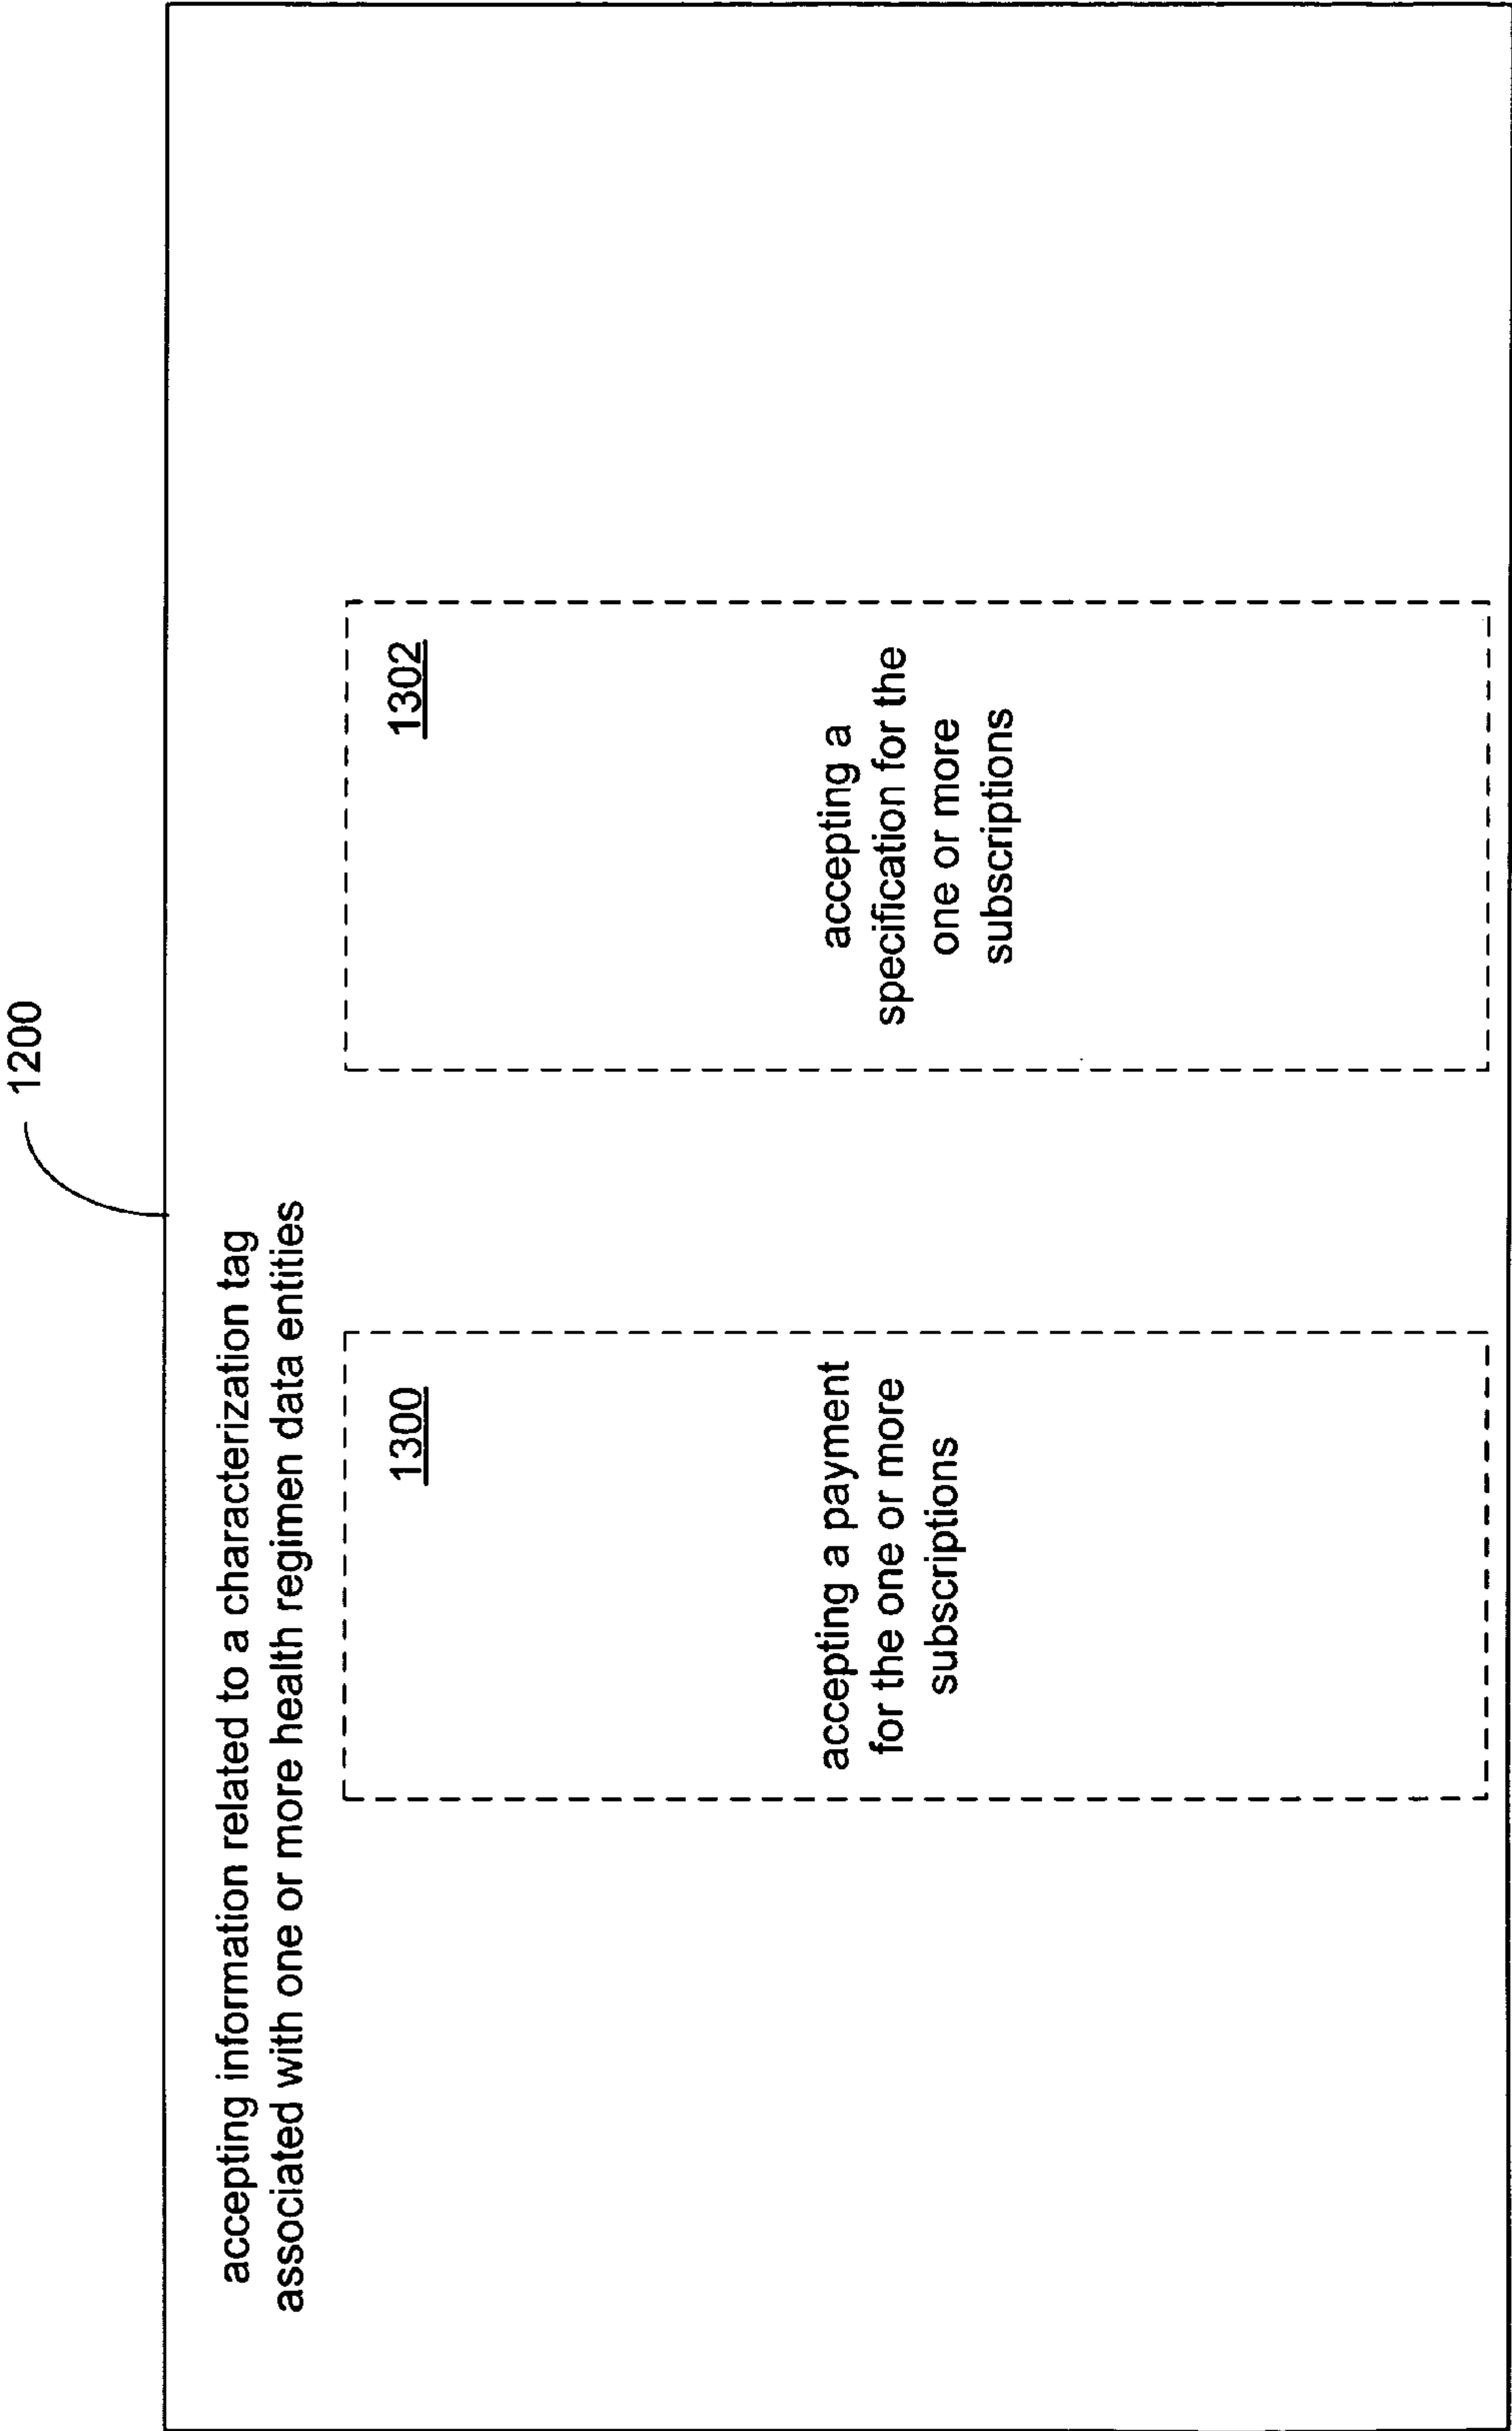 1200
accepting information related to a characterization tag
associated with one or more health regimen data entities
1300
accepting a payment
for the one or more
subscriptions
1302
accepting a
specification for the
one or more
subscriptions